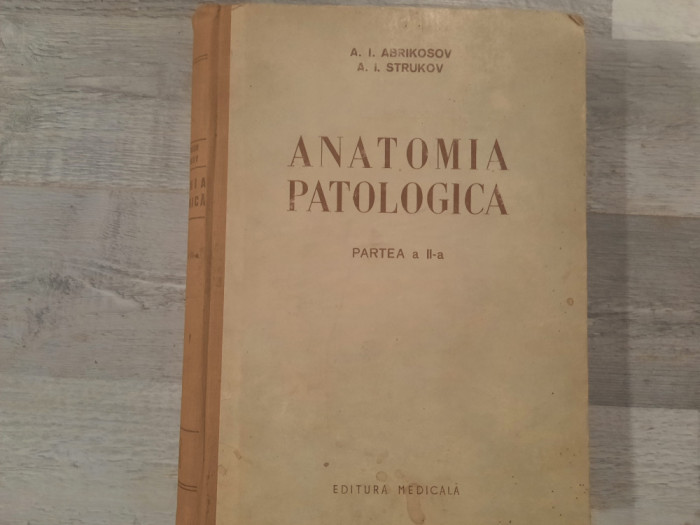 A. I. ABRIKOSOV
A. I. STRUKOV
ANATOMIA
PATOLOGICA
PARTEA a II-a
EDITURA MEDICALĂ